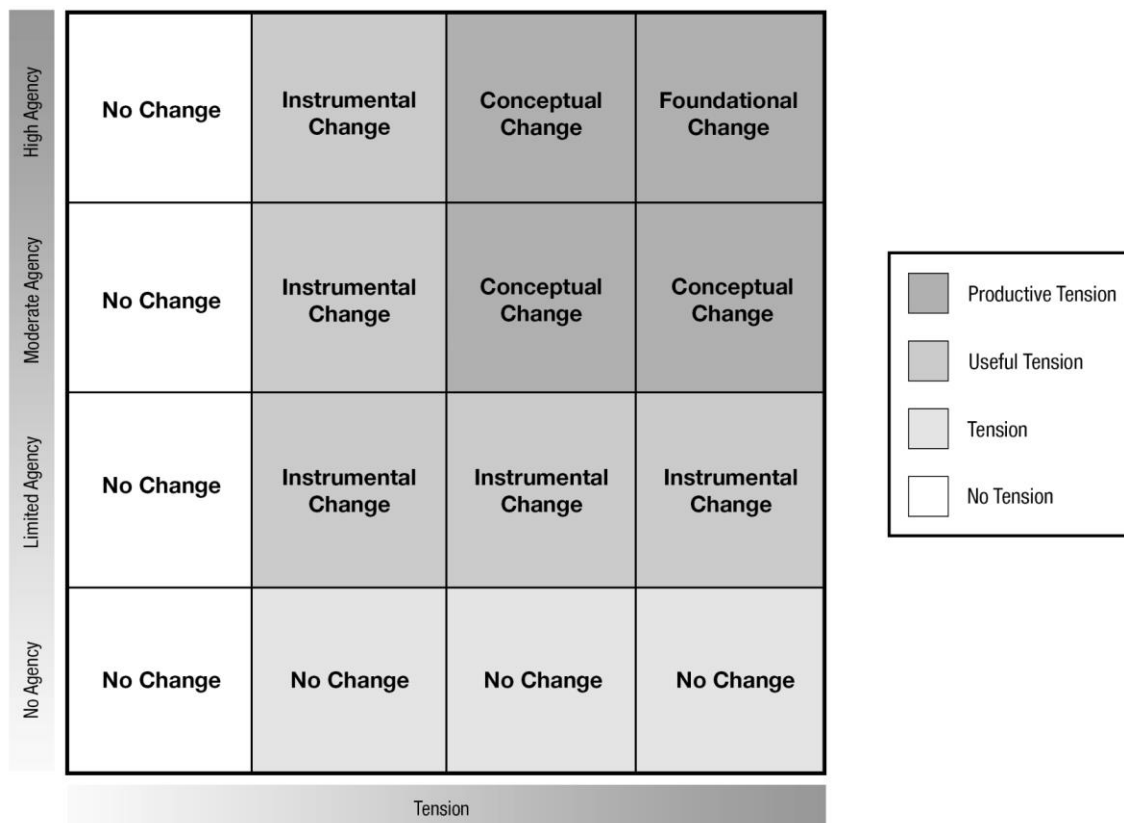 High Agency
No Change
Instrumental
Change
Conceptual
Change
Foundational
Change
Moderate Agency
No Change
Instrumental
Change
Conceptual
Change
Conceptual
Change
Limited Agency
No Change
Instrumental
Change
Instrumental
Change
Instrumental
Change
No Agency
No Change
No Change
No Change
No Change
Tension
Productive Tension
Useful Tension
Tension
No Tension